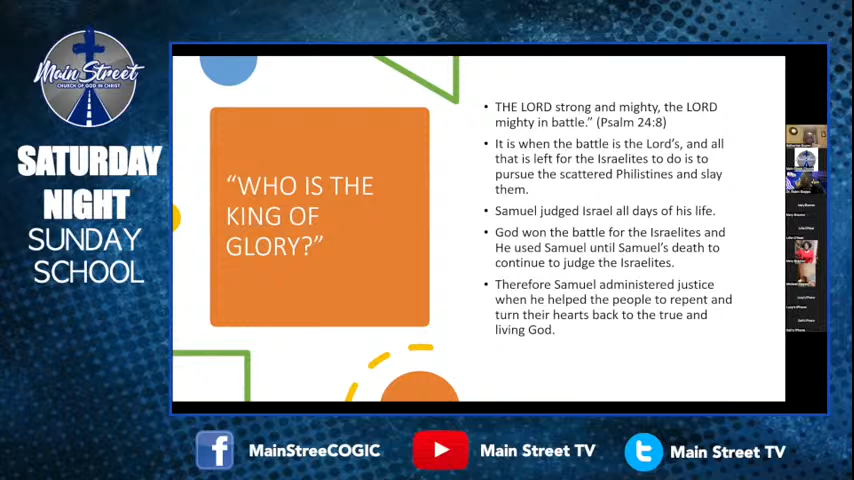 Main Street
CHURCH OF GOD IN CHRIST
SATURDAY
NIGHT
SUNDAY
SCHOOL
“WHO IS THE
KING OF
GLORY?”
• THE LORD strong and mighty, the LORD
mighty in battle.” (Psalm 24:8)
• It is when the battle is the Lord’s, and all
that is left for the Israelites to do is to
pursue the scattered Philistines and slay
them.
• Samuel judged Israel all days of his life.
• God won the battle for the Israelites and
He used Samuel until Samuel’s death to
continue to judge the Israelites.
• Therefore Samuel administered justice
when he helped the people to repent and
turn their hearts back to the true and
living God.
MainStreeCOGIC
Main Street TV
Main Street TV